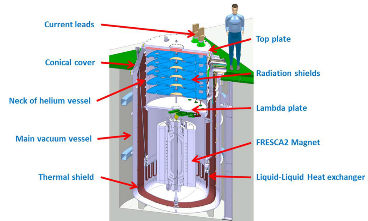 Current leads
Top plate
Conical cover
Radiation shields
Neck of helium vessel
Lambda plate
Main vacuum vessel
FRESCA2 Magnet
Thermal shield
Liquid-Liquid Heat exchanger